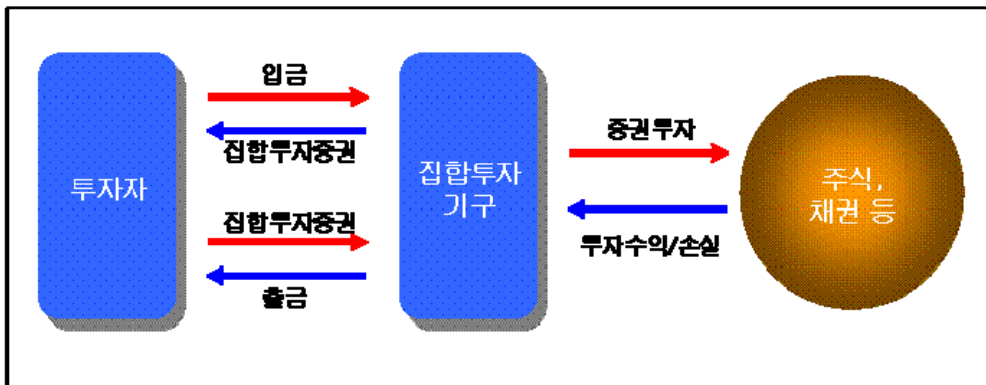 입금
집합투자증권
투자자
집합투자증권
출금
집합투자
기구
증권투자
투자수익/손실
주식,
채권 등